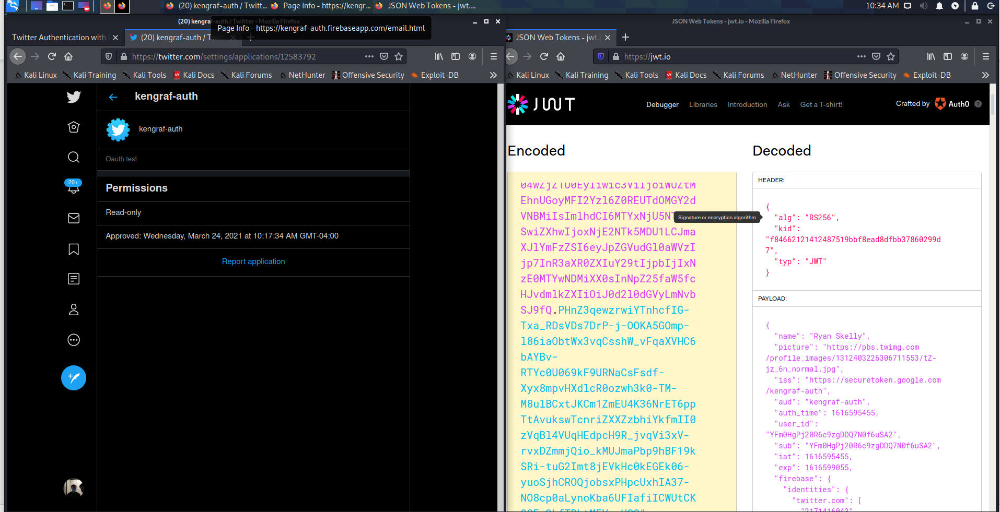 (20) kengraf-auth / Twitt...
Page Info - https://kengr...
JSON Web Tokens - jwt....
10:34 AM
(20) kengraf-auth / Twitter - Mozilla Firefox
Page Info - https://kengraf-auth.firebaseapp.com/email.html
Twitter Authentication with
(20) kengraf-auth / Twitt
https://twitter.com/settings/applications/12583792
Kali Linux
Kali Training
Kali Tools
Kali Docs
Kali Forums
NetHunter
Offensive Security
Exploit-DB
kengraf-auth
kengraf-auth
Oauth test
20+
Permissions
Read-only
Approved: Wednesday, March 24, 2021 at 10:17:34 AM GMT-04:00
Report application
JSON Web Tokens - jwt.io - Mozilla Firefox
JSON Web Tokens - jwt.
https://jwt.io
Kali Linux
Kali Training
Kali Tools
Kali Docs
Kali Forums
NetHunter
Offensive Security
Exploit-DB
JWT
Debugger
Libraries
Introduction
Ask
Get a T-shirt!
Crafted by
Auth0
Encoded
EhnUGoyMFI2Yzl6Z0REUTdOMGY2d
VNBMiIsImlhdCI6MTYxNjU5NT
SwiZXhwIjoxNjE2NTk5MDU1LCJma
XJlYmFzZSI6eyJpZGVudGl0aWVzI
jp7InR3aXR0ZXIuY29tIjpbIjIxN
zE0MTYwNDMiXX0sInNpZ25faW5fc
HJvdmlkZXIiOiJ0d2l0dGVyLmNvb
SJ9fQ.PHnZ3qewzrwiYTnhcfIG-
Txa_RDsVDs7DrP-j-OOKA5GOmp-
l86iaObtWx3vqCsshW_vFqaXVHC6
bAYBv-
RTYc0U069kF9URNaCsFsdf-
Xyx8mpvHXdlcR0ozwh3k0-TM-
M8ulBCxtJKCm1ZmEU4K36NrET6pp
TtAvukswTcnriZXXZzbhiYkfmII0
zVqBl4VUqHEdpcH9R_jvqVi3xV-
rvxDZmmjQio_kMUJmaPbp9hBF19k
SRi-tuG2Imt8jEVkHc0kEGEk06-
yuoSjhCROQjobsxPHpcUxhIA37-
NO8cp0aLynoKba6UFIafiICWUtCK
Decoded
HEADER:
Signature or encryption algorithm
{
"alg": "RS256",
"kid":
"f84662121412487519bbf8ead8dfbb37860299d
7",
"typ": "JWT"
}
PAYLOAD:
{
"name": "Ryan Skelly",
"picture": "https://pbs.twimg.com
/profile_images/1312403226306711553/tZ-
jz_6n_normal.jpg",
"iss": "https://securetoken.google.com
/kengraf-auth",
"aud": "kengraf-auth",
"auth_time": 1616595455,
"user_id":
"YFm0HgPj20R6c9zgDDQ7N0f6uSA2",
"sub": "YFm0HgPj20R6c9zgDDQ7N0f6uSA2",
"iat": 1616595455,
"exp": 1616599055,
"firebase": {
"identities": {
"twitter.com": [
"2171416043"